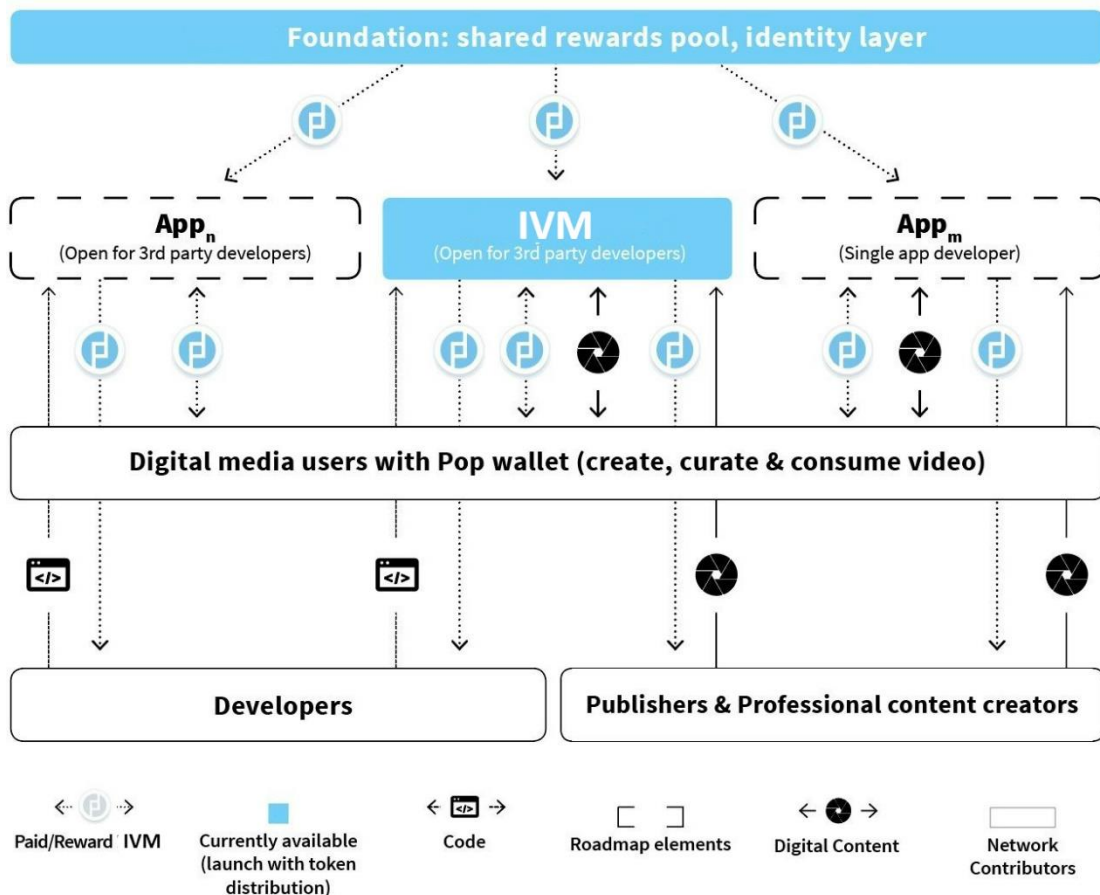 Foundation: shared rewards pool, identity layer
Appn
(Open for 3rd party developers)
IVM
(Open for 3rd party developers)
Appm
(Single app developer)
Digital media users with Pop wallet (create, curate & consume video)
</>
</>
Developers
Publishers & Professional content creators
</>
Paid/Reward IVM
Currently available
(launch with token
distribution)
Code
Roadmap elements
Digital Content
Network
Contributors